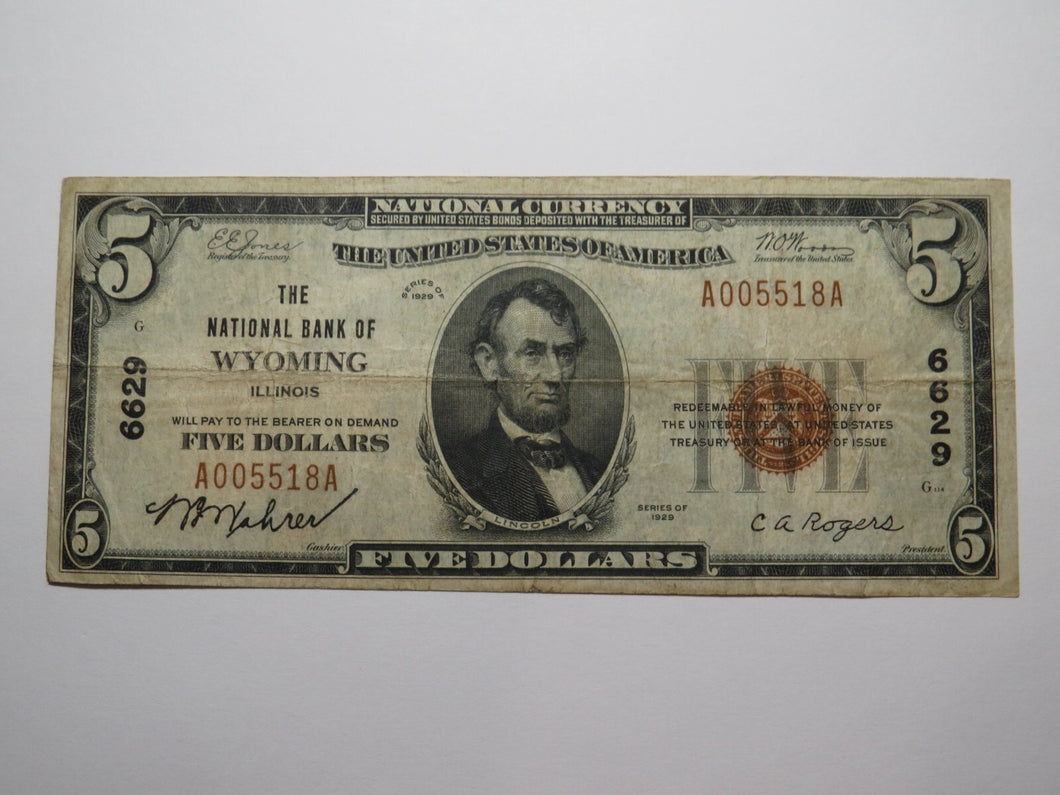 NATIONAL CURRENCY
SECURED BY UNITED STATES BONDS DEPOSITED WITH THE TREASURER OF
THE UNITED STATES OF AMERICA
5
5
E E Jones
Register of the Treasury.
Treasurer of the United States.
SERIES OF
1929
A005518A
THE
NATIONAL BANK OF
WYOMING
ILLINOIS
G
6629
6629
WILL PAY TO THE BEARER ON DEMAND
FIVE DOLLARS
A005518A
FIVE
REDEEMABLE IN LAWFUL MONEY OF
THE UNITED STATES, AT UNITED STATES
TREASURY OR AT THE BANK OF ISSUE
G
SERIES OF
1929
LINCOLN
C A Rogers
Cashier
President
5
FIVE DOLLARS
5